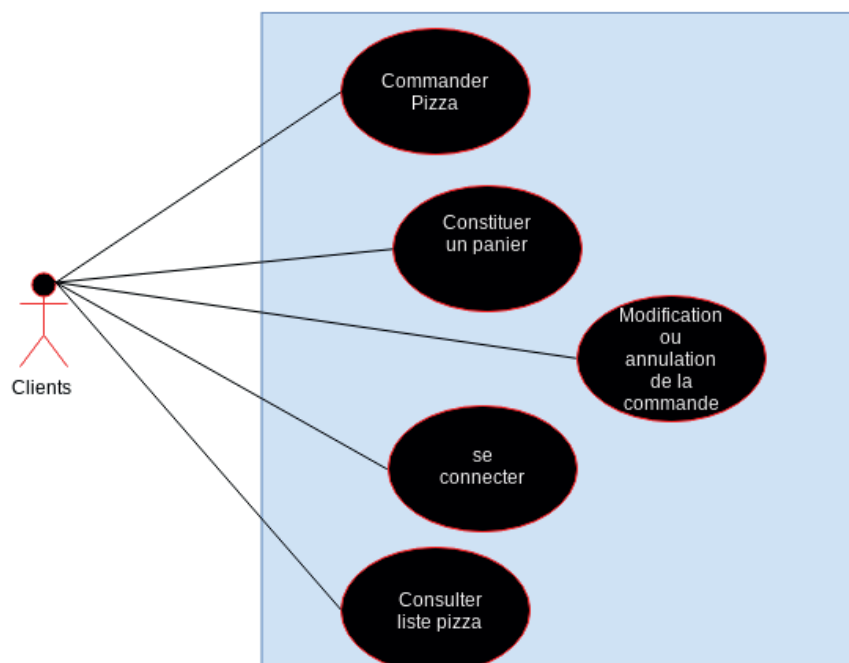 Commander
Pizza
Constituer
un panier
Modification
ou
annulation
de la
commande
Clients
se
connecter
Consulter
liste pizza